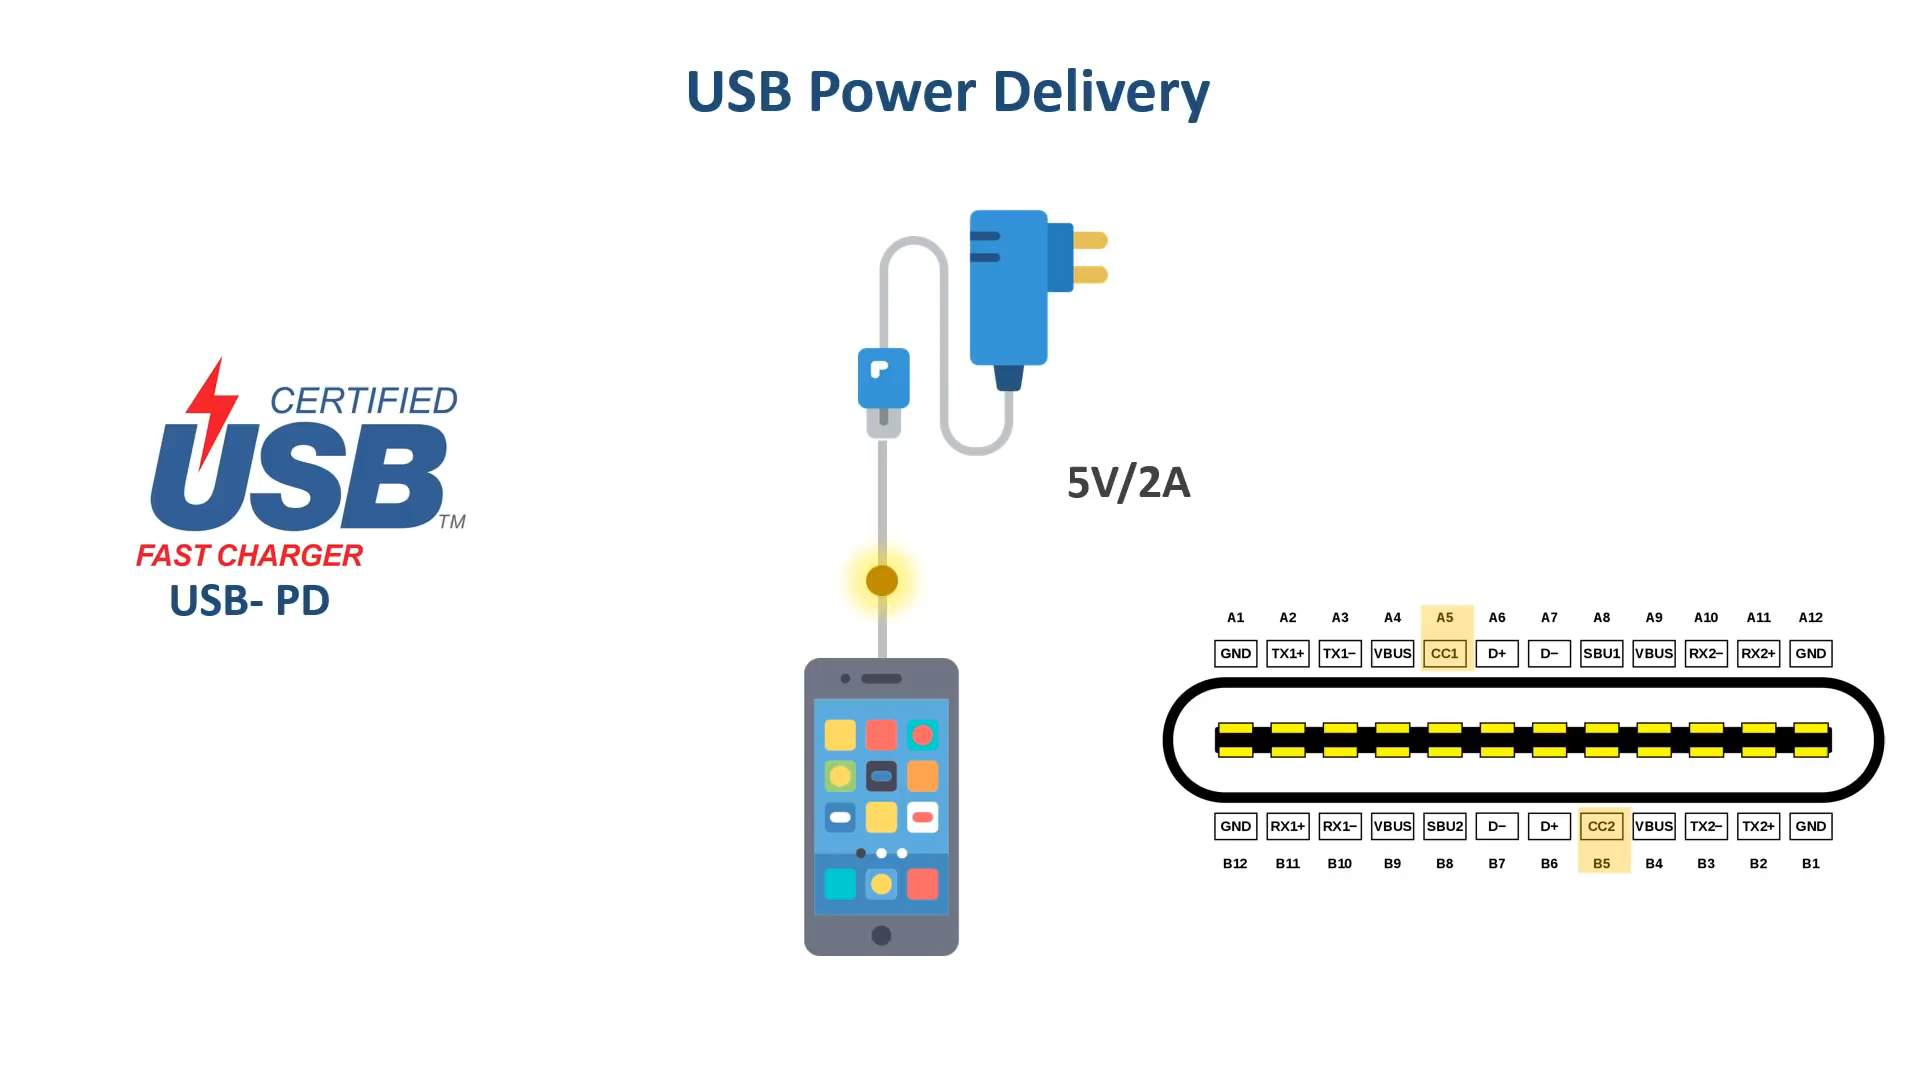 USB Power Delivery
CERTIFIED
USB™
FAST CHARGER
USB- PD
5V/2A
A1 A2 A3 A4 A5 A6 A7 A8 A9 A10 A11 A12
GND TX1+ TX1− VBUS CC1 D+ D− SBU1 VBUS RX2− RX2+ GND
GND RX1+ RX1− VBUS SBU2 D− D+ CC2 VBUS TX2− TX2+ GND
B12 B11 B10 B9 B8 B7 B6 B5 B4 B3 B2 B1